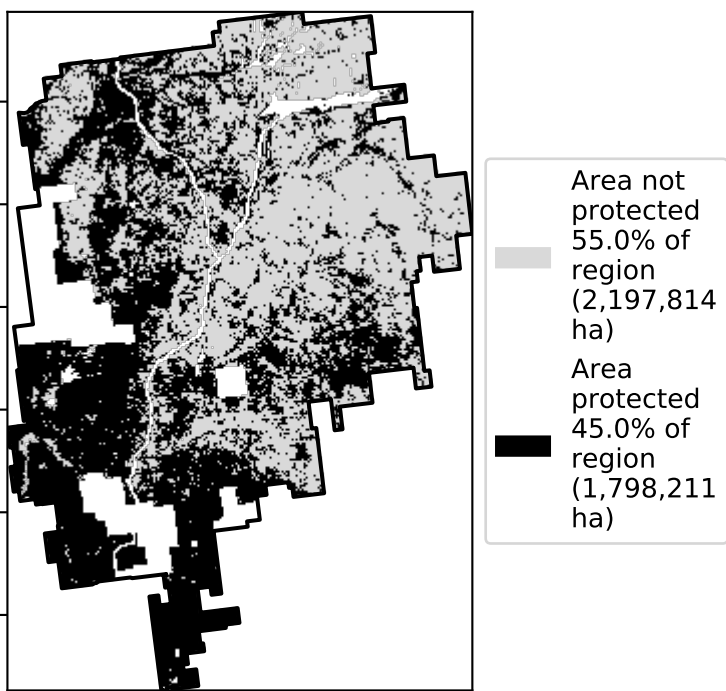 Area not
protected
55.0% of
region
(2,197,814
ha)
Area
protected
45.0% of
region
(1,798,211
ha)